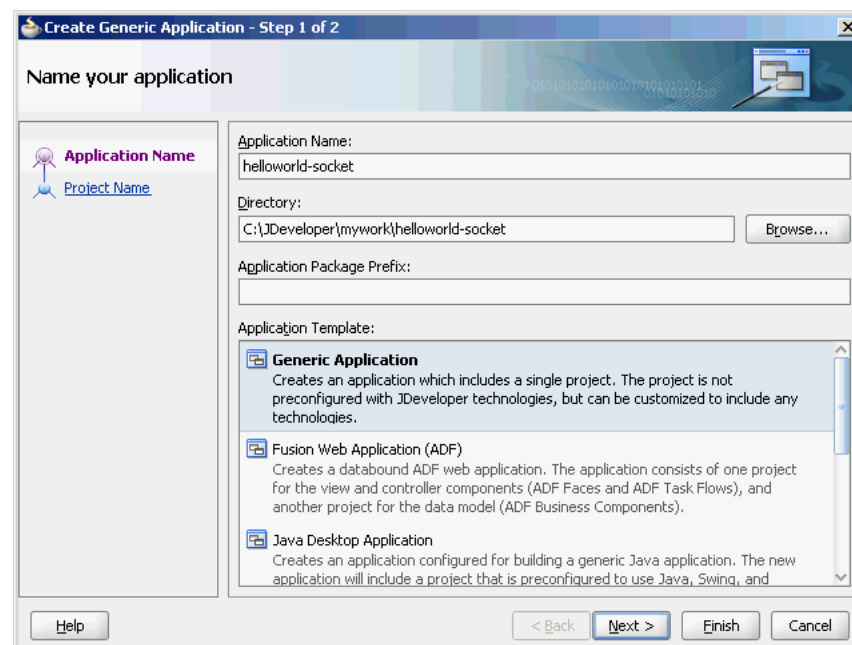 Create Generic Application - Step 1 of 2
Name your application
Application Name
Project Name
Application Name:
helloworld-socket
Directory:
C:\JDeveloper\mywork\helloworld-socket
Browse...
Application Package Prefix:
Application Template:
Generic Application
Creates an application which includes a single project. The project is not
preconfigured with JDeveloper technologies, but can be customized to include any
technologies.
Fusion Web Application (ADF)
Creates a databound ADF web application. The application consists of one project
for the view and controller components (ADF Faces and ADF Task Flows), and
another project for the data model (ADF Business Components).
Java Desktop Application
Creates an application configured for building a generic Java application. The new
application will include a project that is preconfigured to use Java, Swing, and
Help
< Back
Next >
Finish
Cancel